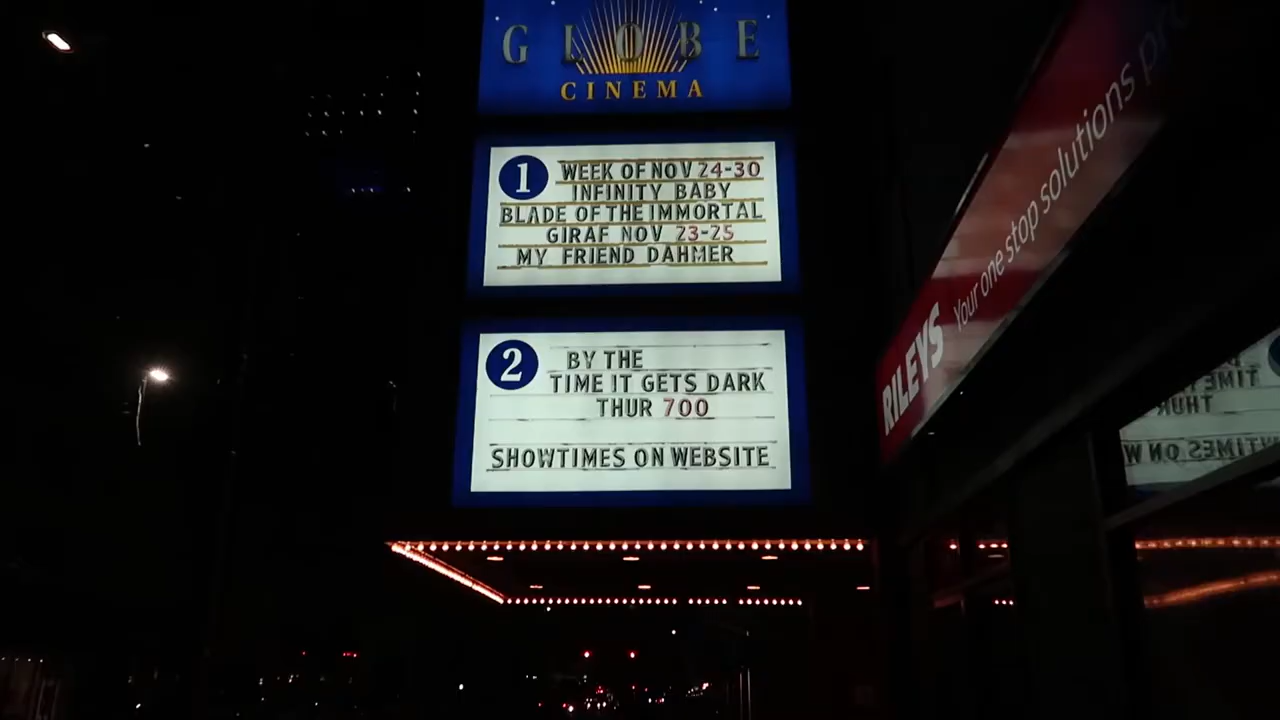 GLOBE
CINEMA
1
WEEK OF NOV 24-30
INFINITY BABY
BLADE OF THE IMMORTAL
GIRAF NOV 23-25
MY FRIEND DAHMER
2
BY THE
TIME IT GETS DARK
THUR 700
SHOWTIMES ON WEBSITE
RILEYS Your one stop solutions